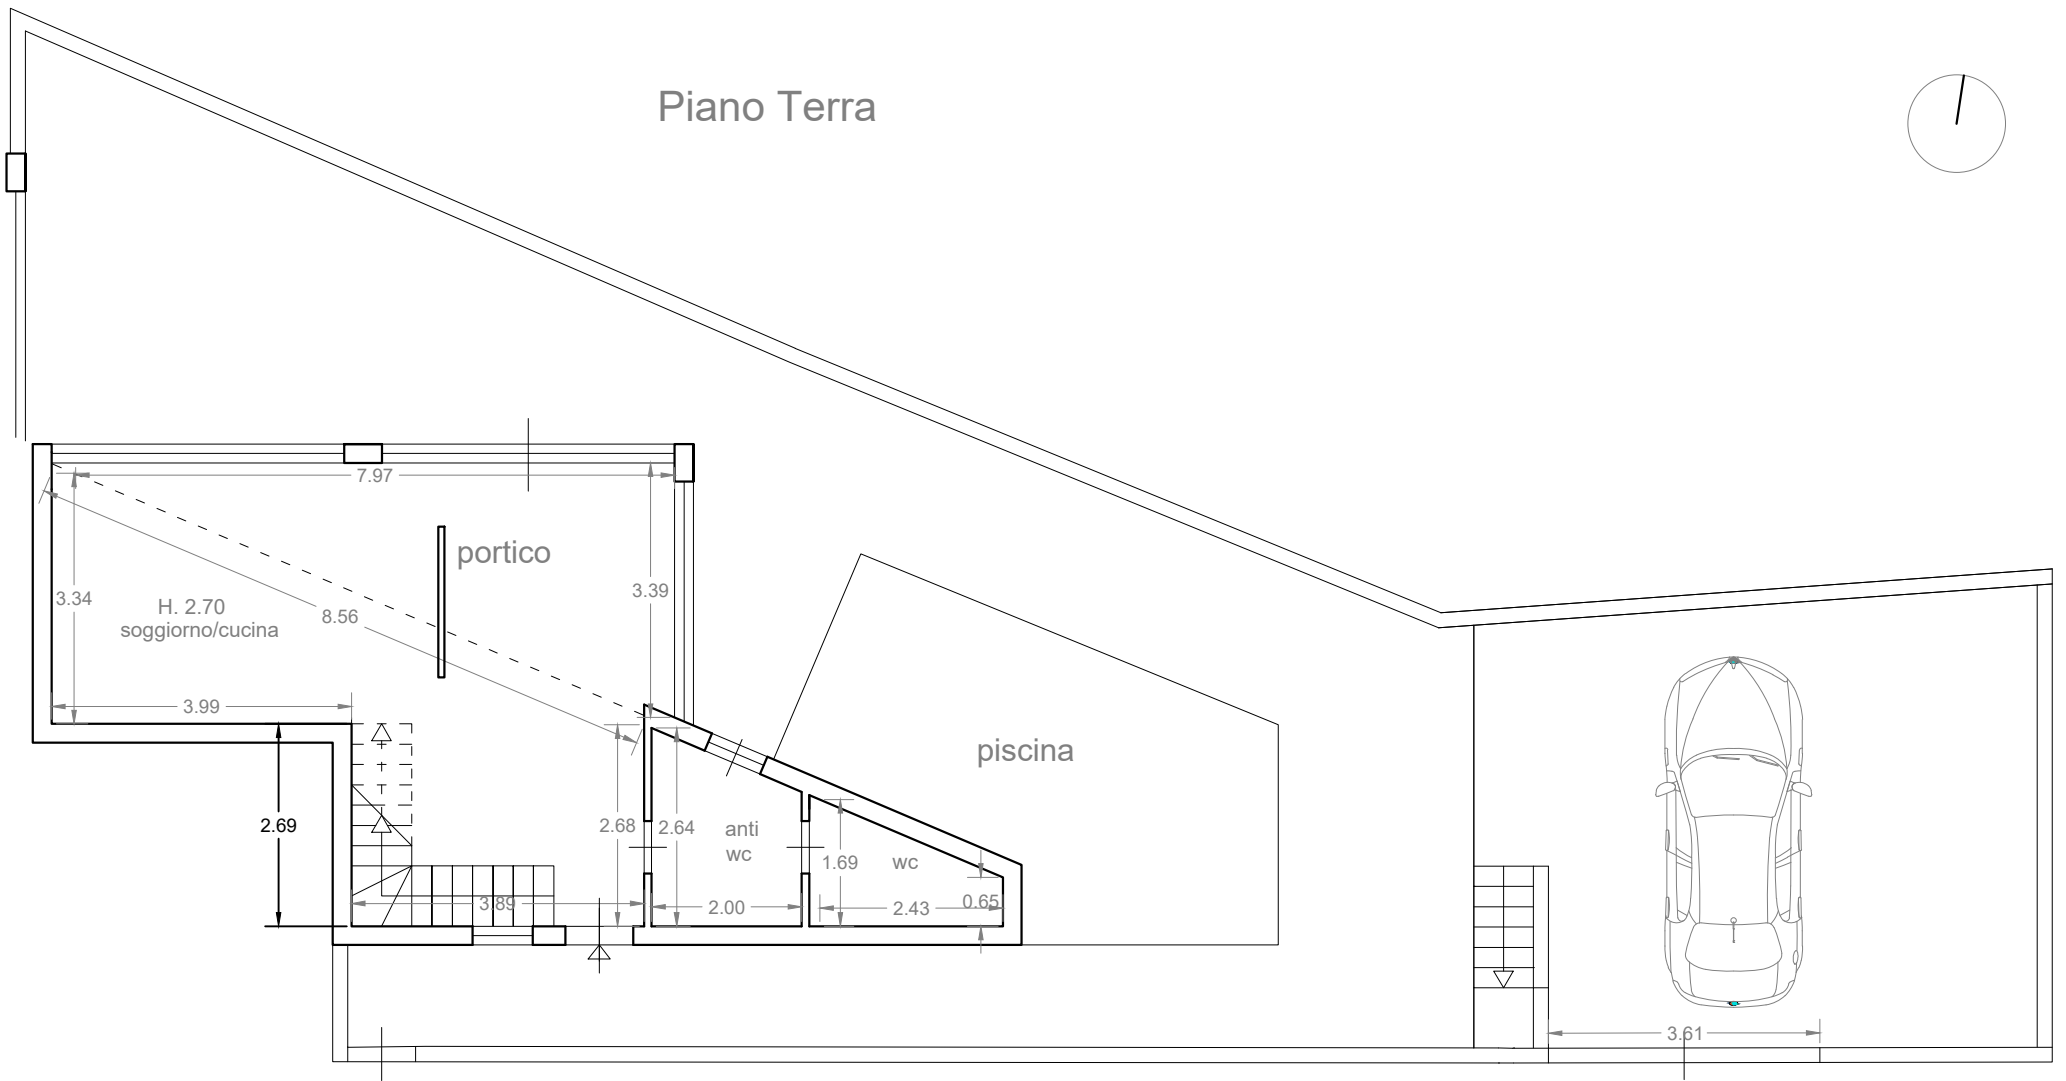 Piano Terra
7.97
portico
3.34
H. 2.70
soggiorno/cucina
8.56
3.39
3.99
piscina
2.69
2.68
2.64
anti
wc
1.69
wc
3.89
2.00
2.43
0.65
3.61